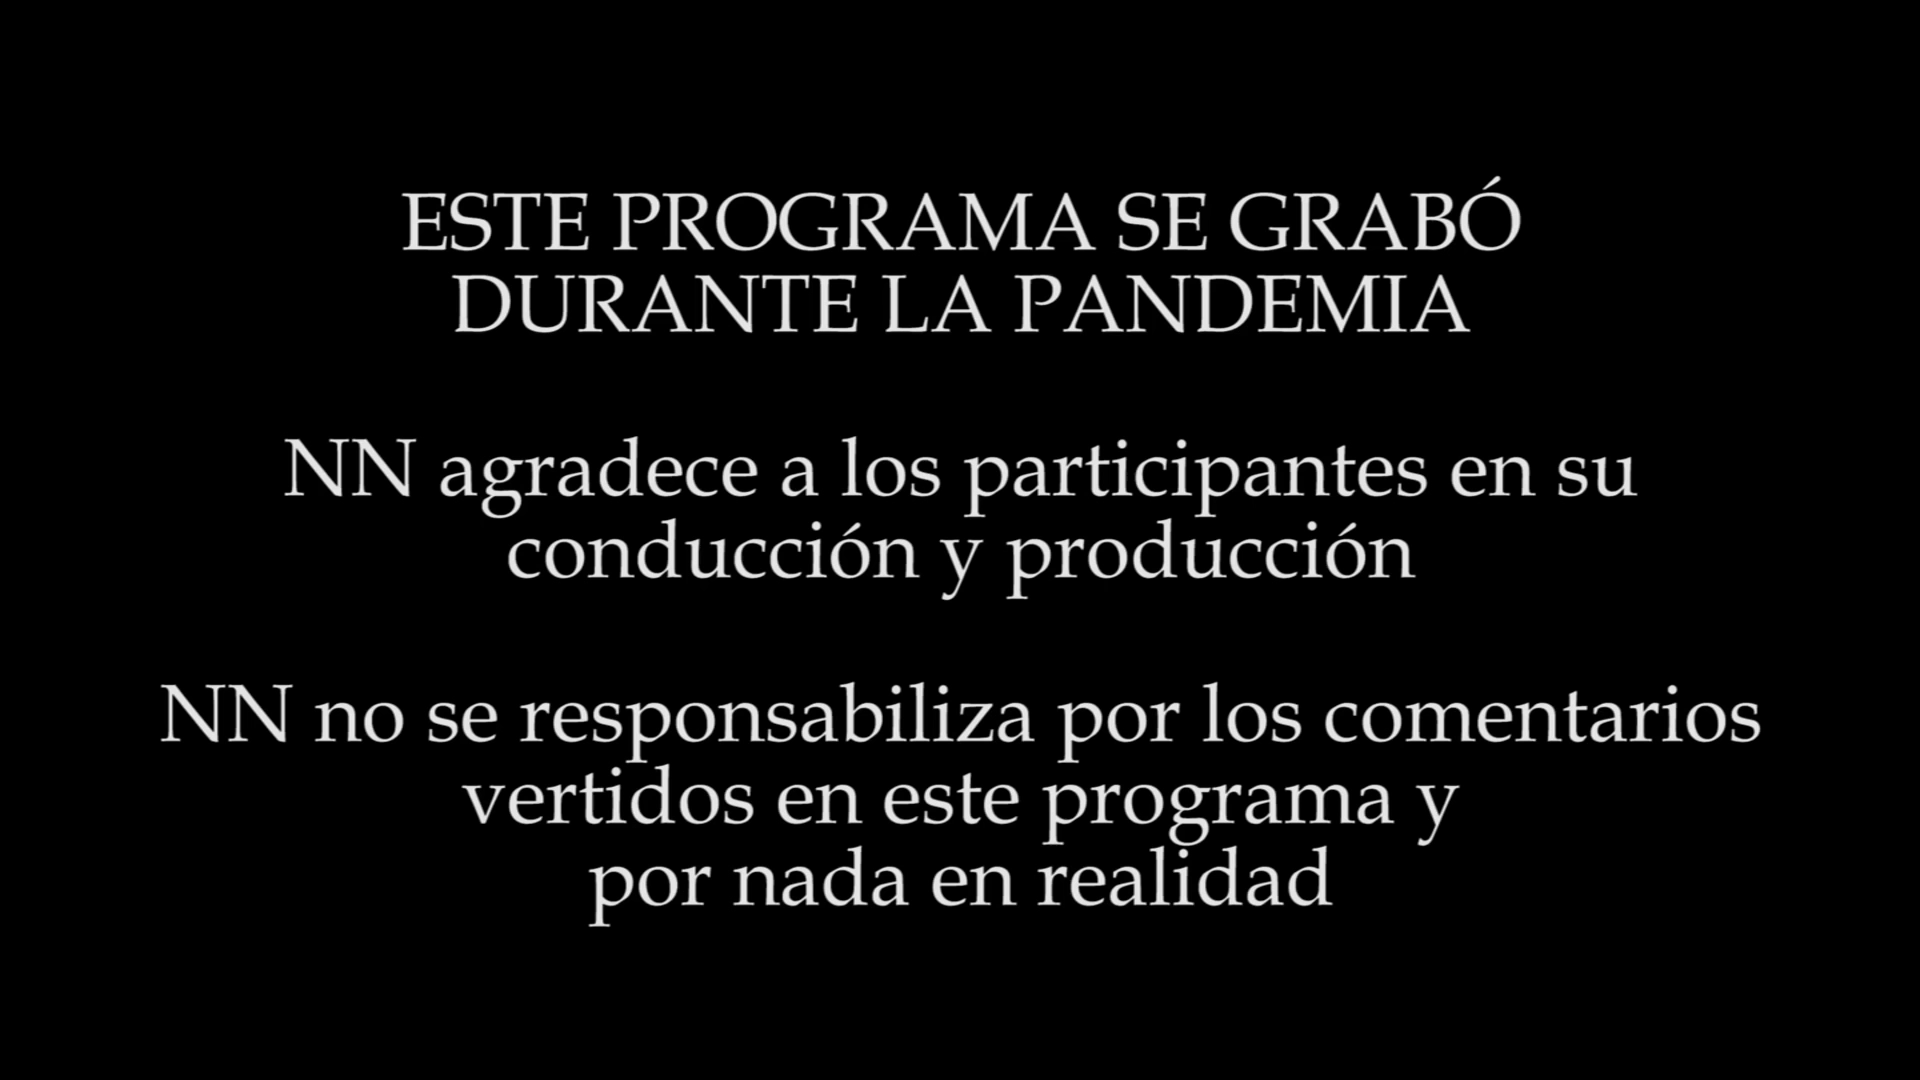 ESTE PROGRAMA SE GRABÓ
DURANTE LA PANDEMIA
NN agradece a los participantes en su
conducción y producción
NN no se responsabiliza por los comentarios
vertidos en este programa y
por nada en realidad